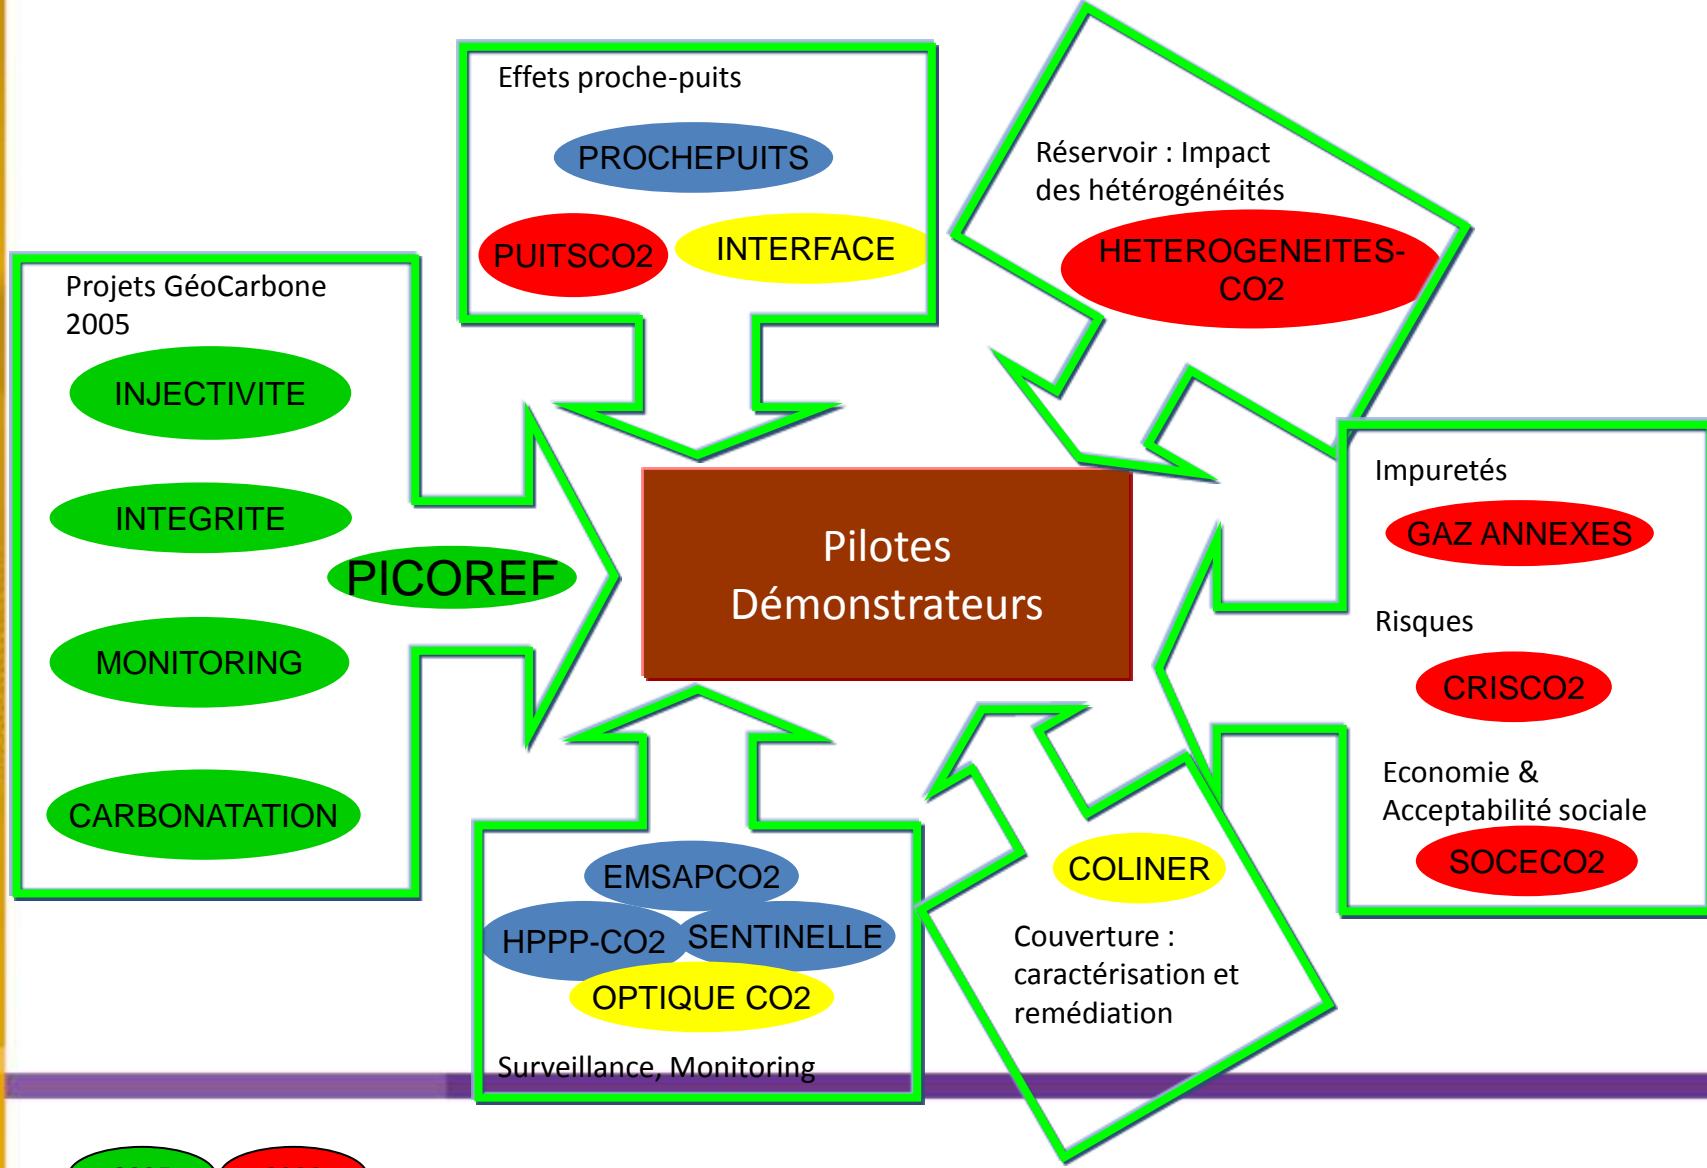 Effets proche-puits
PROCHEPUITS
PUITSCO2
INTERFACE
Réservoir : Impact
des hétérogénéités
HETEROGENEITES-
CO2
Projets GéoCarbone
2005
INJECTIVITE
INTEGRITE
PICOREF
MONITORING
CARBONATATION
Pilotes
Démonstrateurs
Impuretés
GAZ ANNEXES
Risques
CRISCO2
Economie &
Acceptabilité sociale
SOCECO2
EMSAPCO2
HPPP-CO2
SENTINELLE
OPTIQUE CO2
Surveillance, Monitoring
COLINER
Couverture :
caractérisation et
remédiation